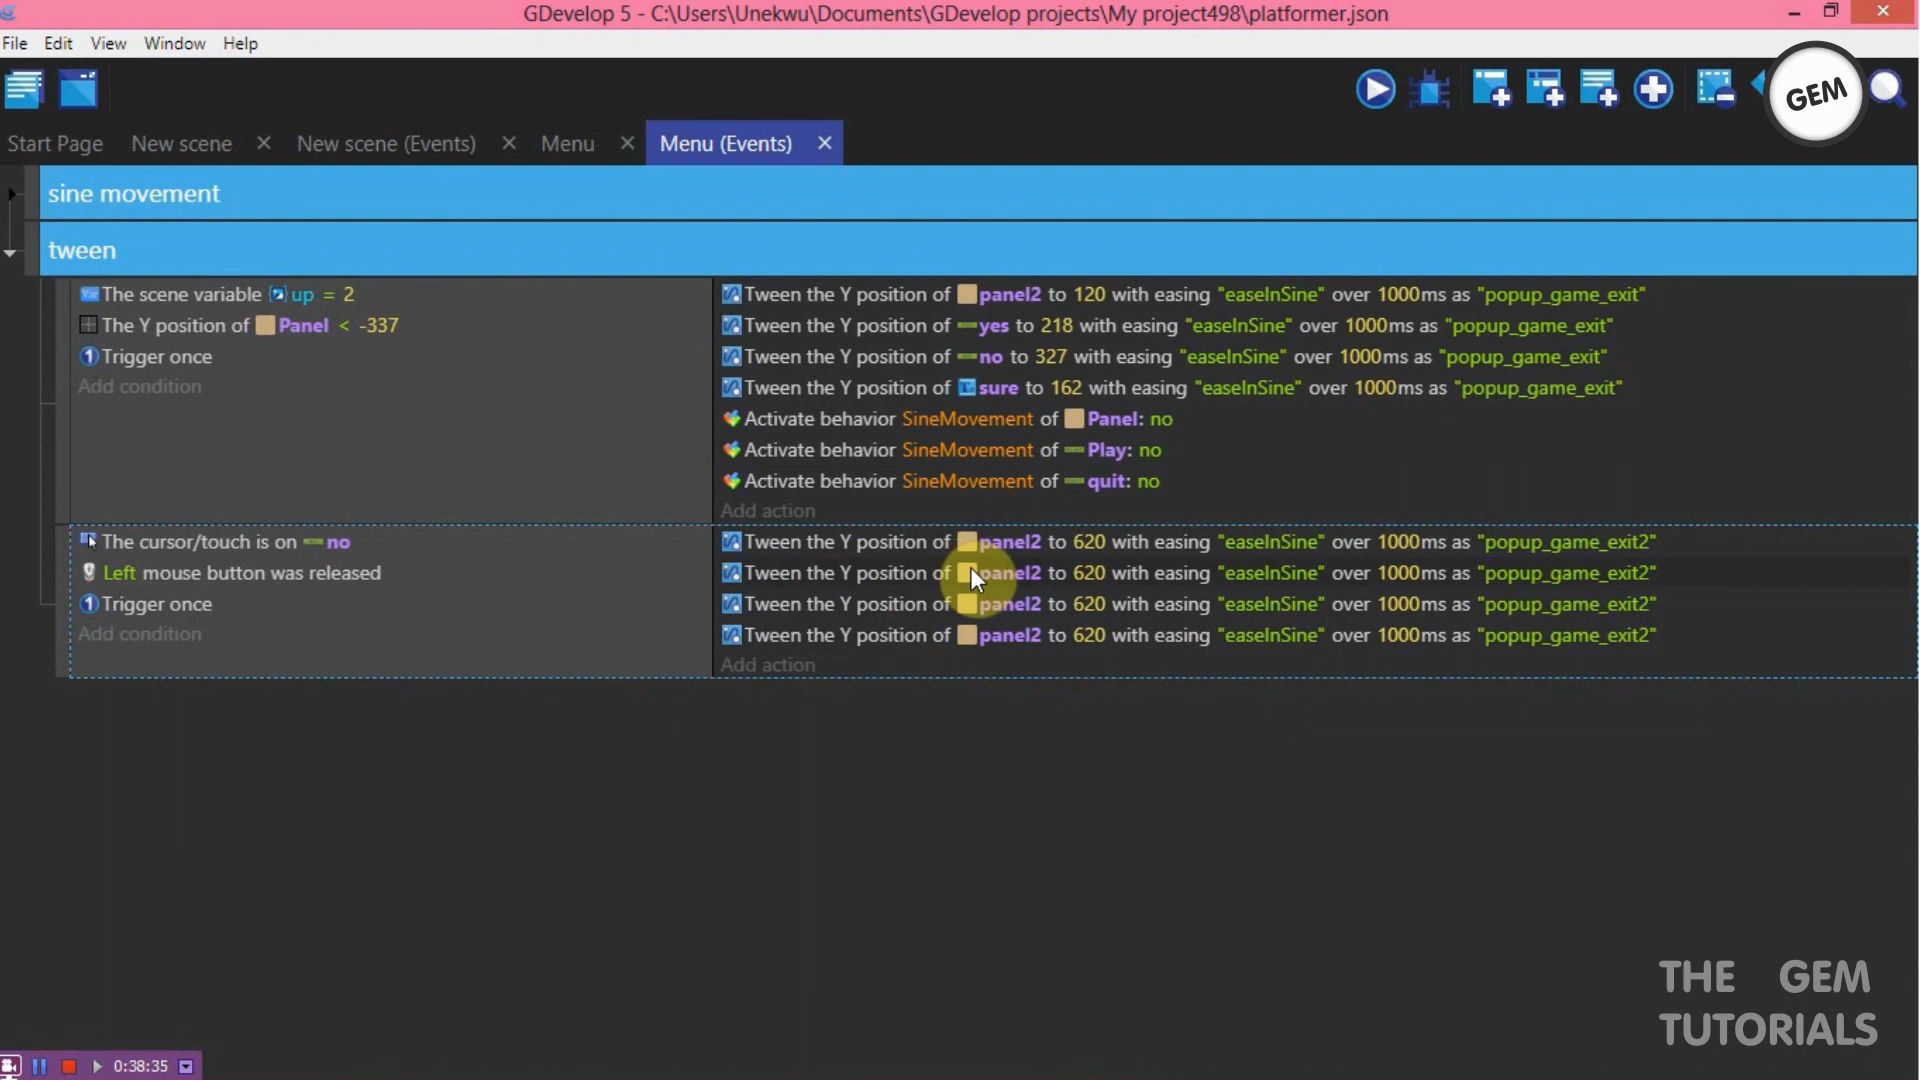 GDevelop 5 - C:\Users\Unekwu\Documents\GDevelop projects\My project498\platformer.json
File Edit View Window Help
GEM
Start Page New scene New scene (Events) Menu Menu (Events)
sine movement
tween
The scene variable up = 2
The Y position of Panel < -337
Trigger once
Add condition
Tween the Y position of panel2 to 120 with easing "easeInSine" over 1000ms as "popup_game_exit"
Tween the Y position of yes to 218 with easing "easeInSine" over 1000ms as "popup_game_exit"
Tween the Y position of no to 327 with easing "easeInSine" over 1000ms as "popup_game_exit"
Tween the Y position of sure to 162 with easing "easeInSine" over 1000ms as "popup_game_exit"
Activate behavior SineMovement of Panel: no
Activate behavior SineMovement of Play: no
Activate behavior SineMovement of quit: no
Add action
The cursor/touch is on no
Left mouse button was released
Trigger once
Add condition
Tween the Y position of panel2 to 620 with easing "easeInSine" over 1000ms as "popup_game_exit2"
Tween the Y position of panel2 to 620 with easing "easeInSine" over 1000ms as "popup_game_exit2"
Tween the Y position of panel2 to 620 with easing "easeInSine" over 1000ms as "popup_game_exit2"
Tween the Y position of panel2 to 620 with easing "easeInSine" over 1000ms as "popup_game_exit2"
Add action
THE GEM
TUTORIALS
0:38:35